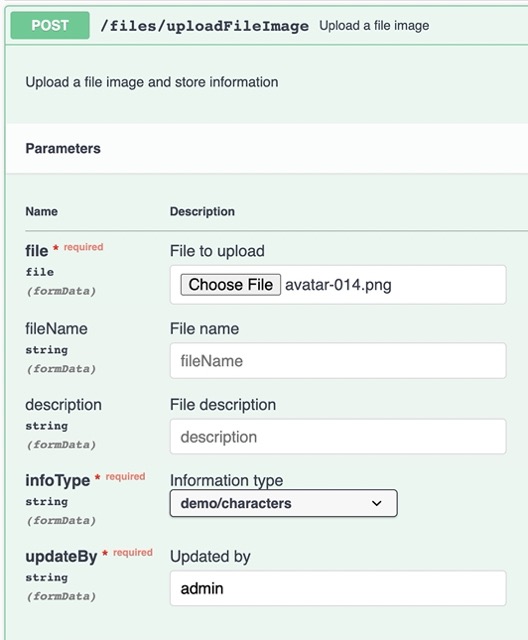 POST /files/uploadFileImage Upload a file image
Upload a file image and store information
Parameters
Name Description
file * required File to upload
file
(formData) Choose File avatar-014.png
fileName File name
string
(formData) fileName
description File description
string
(formData) description
infoType * required Information type
string demo/characters
(formData)
updateBy * required Updated by
string
(formData) admin